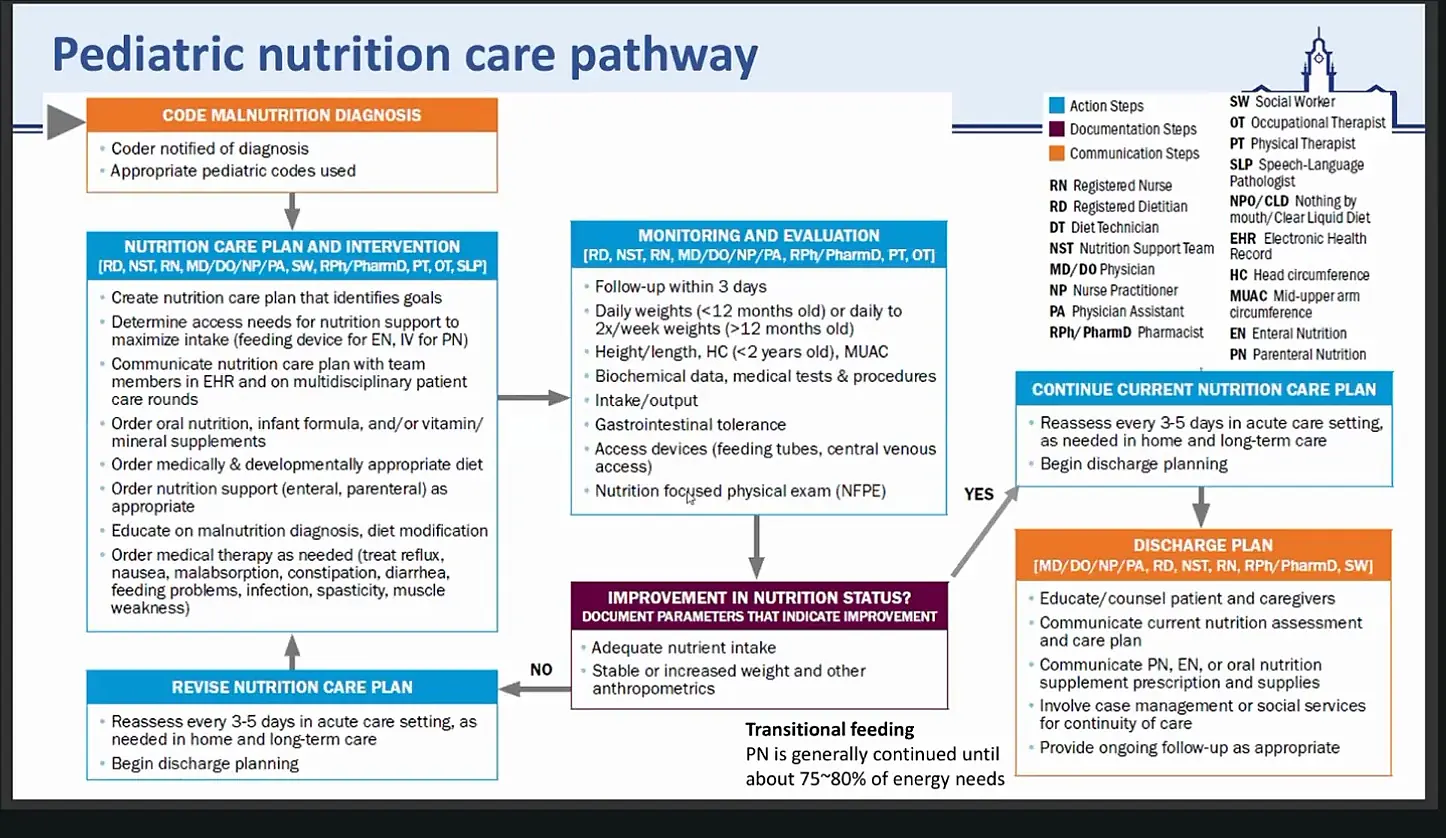 Pediatric nutrition care pathway
CODE MALNUTRITION DIAGNOSIS
• Coder notified of diagnosis
• Appropriate pediatric codes used
NUTRITION CARE PLAN AND INTERVENTION
[RD, NST, RN, MD/DO/NP/PA, SW, RPh/PharmD, PT, OT, SLP]
• Create nutrition care plan that identifies goals
• Determine access needs for nutrition support to
maximize intake (feeding device for EN, IV for PN)
• Communicate nutrition care plan with team
members in EHR and on multidisciplinary patient
care rounds
• Order oral nutrition, infant formula, and/or vitamin/
mineral supplements
• Order medically & developmentally appropriate diet
• Order nutrition support (enteral, parenteral) as
appropriate
• Educate on malnutrition diagnosis, diet modification
• Order medical therapy as needed (treat reflux,
nausea, malabsorption, constipation, diarrhea,
feeding problems, infection, spasticity, muscle
weakness)
REVISE NUTRITION CARE PLAN
• Reassess every 3-5 days in acute care setting, as
needed in home and long-term care
• Begin discharge planning
MONITORING AND EVALUATION
[RD, NST, RN, MD/DO/NP/PA, RPh/PharmD, PT, OT]
• Follow-up within 3 days
• Daily weights (<12 months old) or daily to
2x/week weights (>12 months old)
• Height/length, HC (<2 years old), MUAC
• Biochemical data, medical tests & procedures
• Intake/output
• Gastrointestinal tolerance
• Access devices (feeding tubes, central venous
access)
• Nutrition focused physical exam (NFPE)
IMPROVEMENT IN NUTRITION STATUS?
DOCUMENT PARAMETERS THAT INDICATE IMPROVEMENT
• Adequate nutrient intake
• Stable or increased weight and other
anthropometrics
NO
YES
Transitional feeding
PN is generally continued until
about 75~80% of energy needs
Action Steps
Documentation Steps
Communication Steps
RN Registered Nurse
RD Registered Dietitian
DT Diet Technician
NST Nutrition Support Team
MD/DO Physician
NP Nurse Practitioner
PA Physician Assistant
RPh/PharmD Pharmacist
SW Social Worker
OT Occupational Therapist
PT Physical Therapist
SLP Speech-Language
Pathologist
NPO/CLD Nothing by
mouth/Clear Liquid Diet
EHR Electronic Health
Record
HC Head circumference
MUAC Mid-upper arm
circumference
EN Enteral Nutrition
PN Parenteral Nutrition
CONTINUE CURRENT NUTRITION CARE PLAN
• Reassess every 3-5 days in acute care setting,
as needed in home and long-term care
• Begin discharge planning
DISCHARGE PLAN
[MD/DO/NP/PA, RD, NST, RN, RPh/PharmD, SW]
• Educate/counsel patient and caregivers
• Communicate current nutrition assessment
and care plan
• Communicate PN, EN, or oral nutrition
supplement prescription and supplies
• Involve case management or social services
for continuity of care
• Provide ongoing follow-up as appropriate